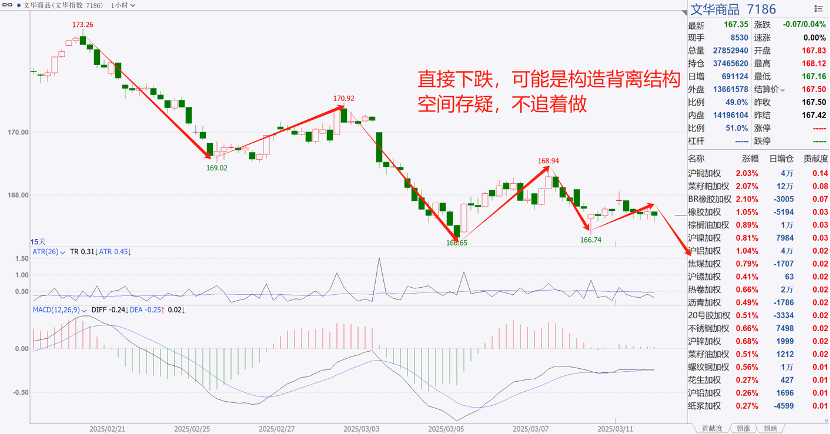 文华商品(文华指数 7186) 1小时
文华商品 7186
173.26
170.92
170.00
169.02
168.94
168.00
166.74
直接下跌，可能是构造背离结构
空间存疑，不追着做
15天
ATR(26) TR 0.31↓ ATR 0.45↓
1.50
1.00
0.50
MACD(12,26,9) DIFF -0.24↓ DEA -0.25↑ 0.02↓
0.00
-0.50
2025/02/21 2025/02/25 2025/02/27 2025/03/03 2025/03/05 2025/03/07 2025/03/11
最新 167.35 涨跌 -0.07/0.04%
现手 8530 涨速 0.00%
总量 27852940 开盘 167.83
持仓 37465620 最高 168.12
日增 691124 最低 167.16
外盘 13661578 结算价 167.50
比例 49.0% 昨收 167.50
内盘 14196104 昨结 167.42
比例 51.0% 涨停 -----
杠杆 ----- 跌停 -----
名称 涨幅 日增仓 贡献度
沪铜加权 2.03% 4万 0.14
菜籽粕加权 2.07% 12万 0.08
BR橡胶加权 2.10% -3005 0.07
橡胶加权 1.05% -5194 0.03
棕榈油加权 0.89% 1万 0.03
沪镍加权 0.81% 7984 0.03
沪铝加权 1.04% 4万 0.02
焦煤加权 0.79% -1707 0.02
沪锡加权 0.41% 63 0.02
热卷加权 0.66% 2万 0.02
沥青加权 0.49% -1786 0.02
20号胶加权 0.51% -3334 0.02
不锈钢加权 0.66% 7498 0.02
沪锌加权 0.68% 1999 0.02
菜籽油加权 0.51% 1212 0.02
螺纹钢加权 0.56% 1万 0.01
花生加权 0.27% 427 0.01
沪铅加权 0.26% 1696 0.01
纸浆加权 0.27% -4599 0.01
贡献度 领涨 领跌